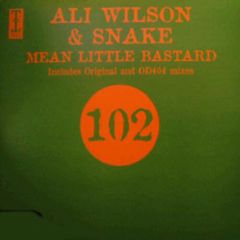 ALI WILSON
& SNAKE
MEAN LITTLE BASTARD
Includes Original and OD404 mixes
102